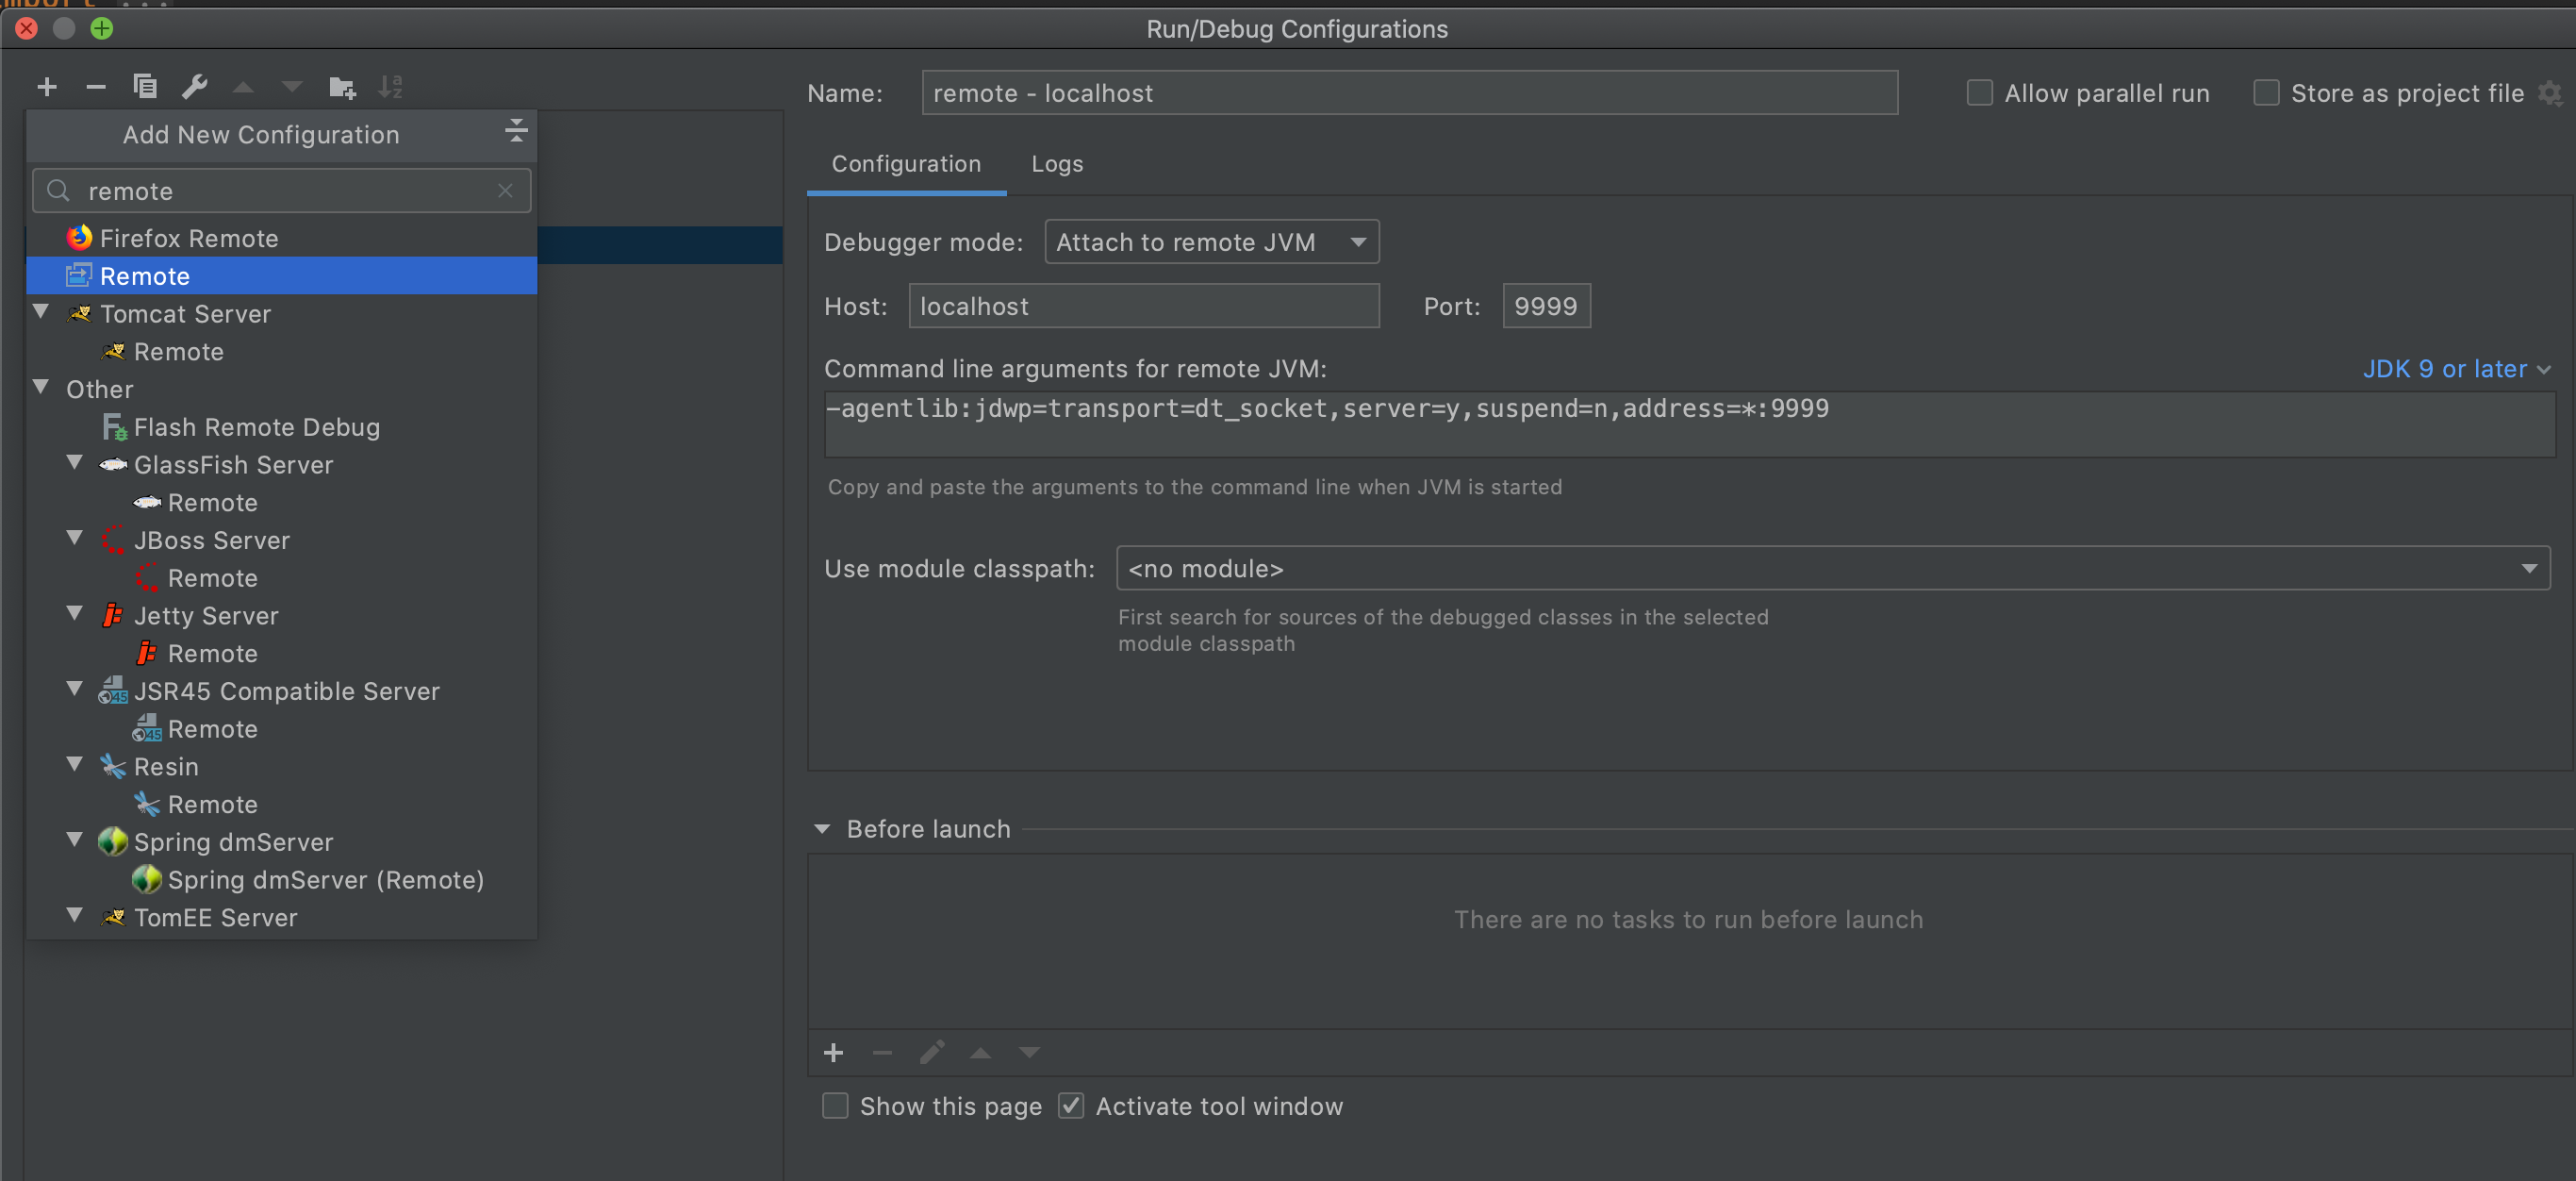 Run/Debug Configurations
Add New Configuration
remote
Firefox Remote
Remote
Tomcat Server
Remote
Other
Flash Remote Debug
GlassFish Server
Remote
JBoss Server
Remote
Jetty Server
Remote
JSR45 Compatible Server
Remote
Resin
Remote
Spring dmServer
Spring dmServer (Remote)
TomEE Server
Name: remote - localhost
Allow parallel run
Store as project file
Configuration Logs
Debugger mode: Attach to remote JVM
Host: localhost Port: 9999
Command line arguments for remote JVM: JDK 9 or later
-agentlib:jdwp=transport=dt_socket,server=y,suspend=n,address=*:9999
Copy and paste the arguments to the command line when JVM is started
Use module classpath: <no module>
First search for sources of the debugged classes in the selected
module classpath
Before launch
There are no tasks to run before launch
Show this page Activate tool window